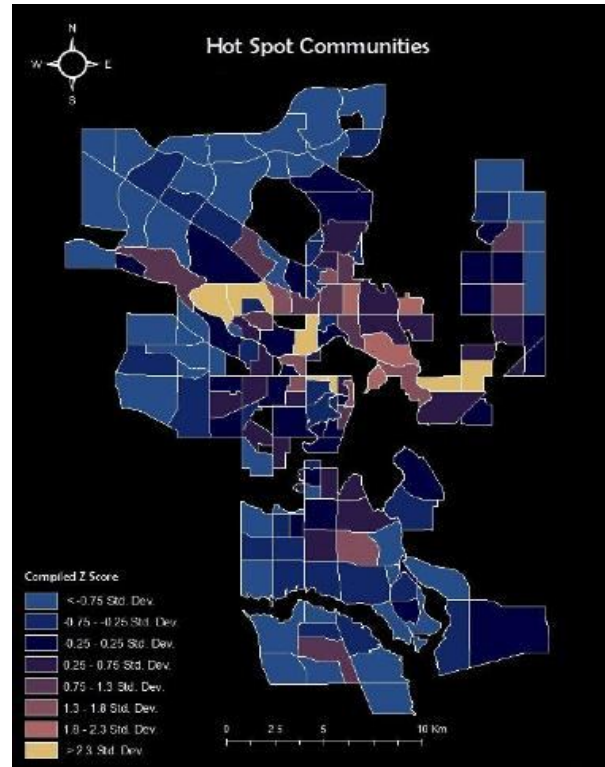 N
Hot Spot Communities
W E
S
Compiled Z Score
< -0.75 Std. Dev.
-0.75 - -0.25 Std. Dev.
-0.25 - 0.25 Std. Dev.
0.25 - 0.75 Std. Dev.
0.75 - 1.3 Std. Dev.
1.3 - 1.8 Std. Dev.
1.8 - 2.3 Std. Dev.
> 2.3 Std. Dev.
0 2.5 5 10 Km